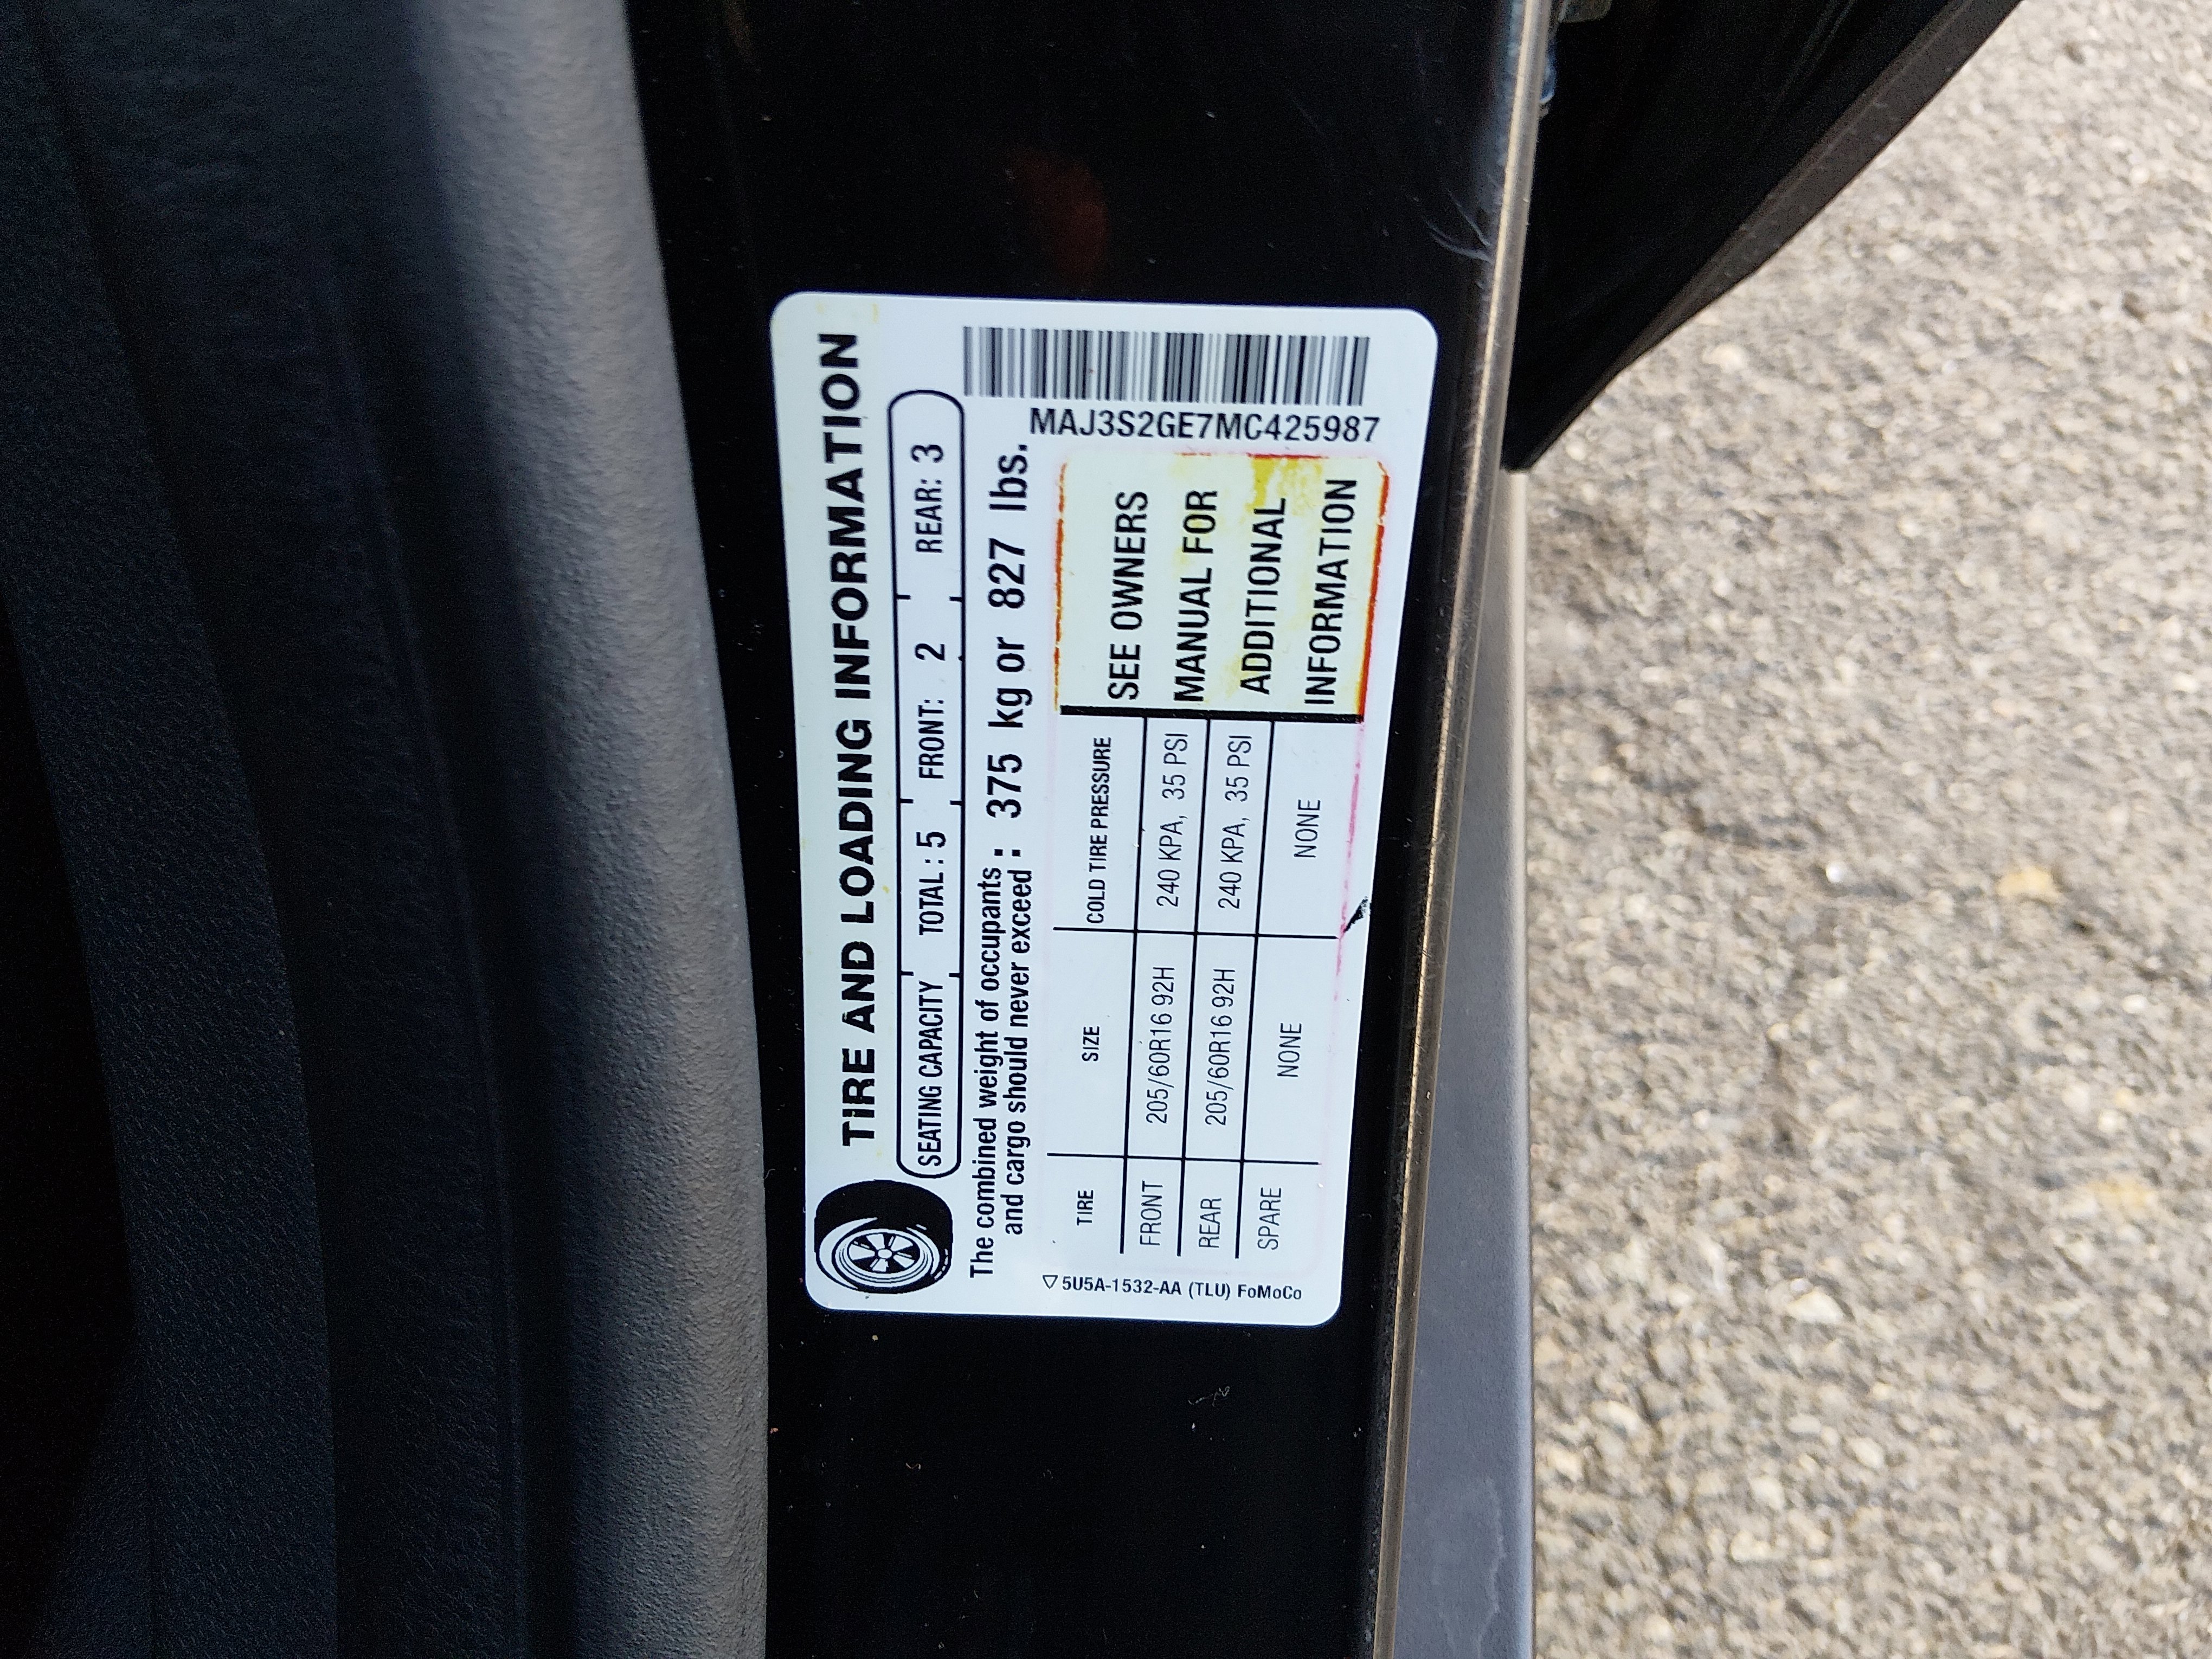 TIRE AND LOADING INFORMATION
SEATING CAPACITY TOTAL : 5 FRONT: 2 REAR: 3
The combined weight of occupants and cargo should never exceed : 375 kg or 827 lbs.
MAJ3S2GE7MC425987
TIRE SIZE COLD TIRE PRESSURE
FRONT 205/60R16 92H 240 KPA, 35 PSI
REAR 205/60R16 92H 240 KPA, 35 PSI
SPARE NONE NONE
SEE OWNERS
MANUAL FOR
ADDITIONAL
INFORMATION
5U5A-1532-AA (TLU) FoMoCo